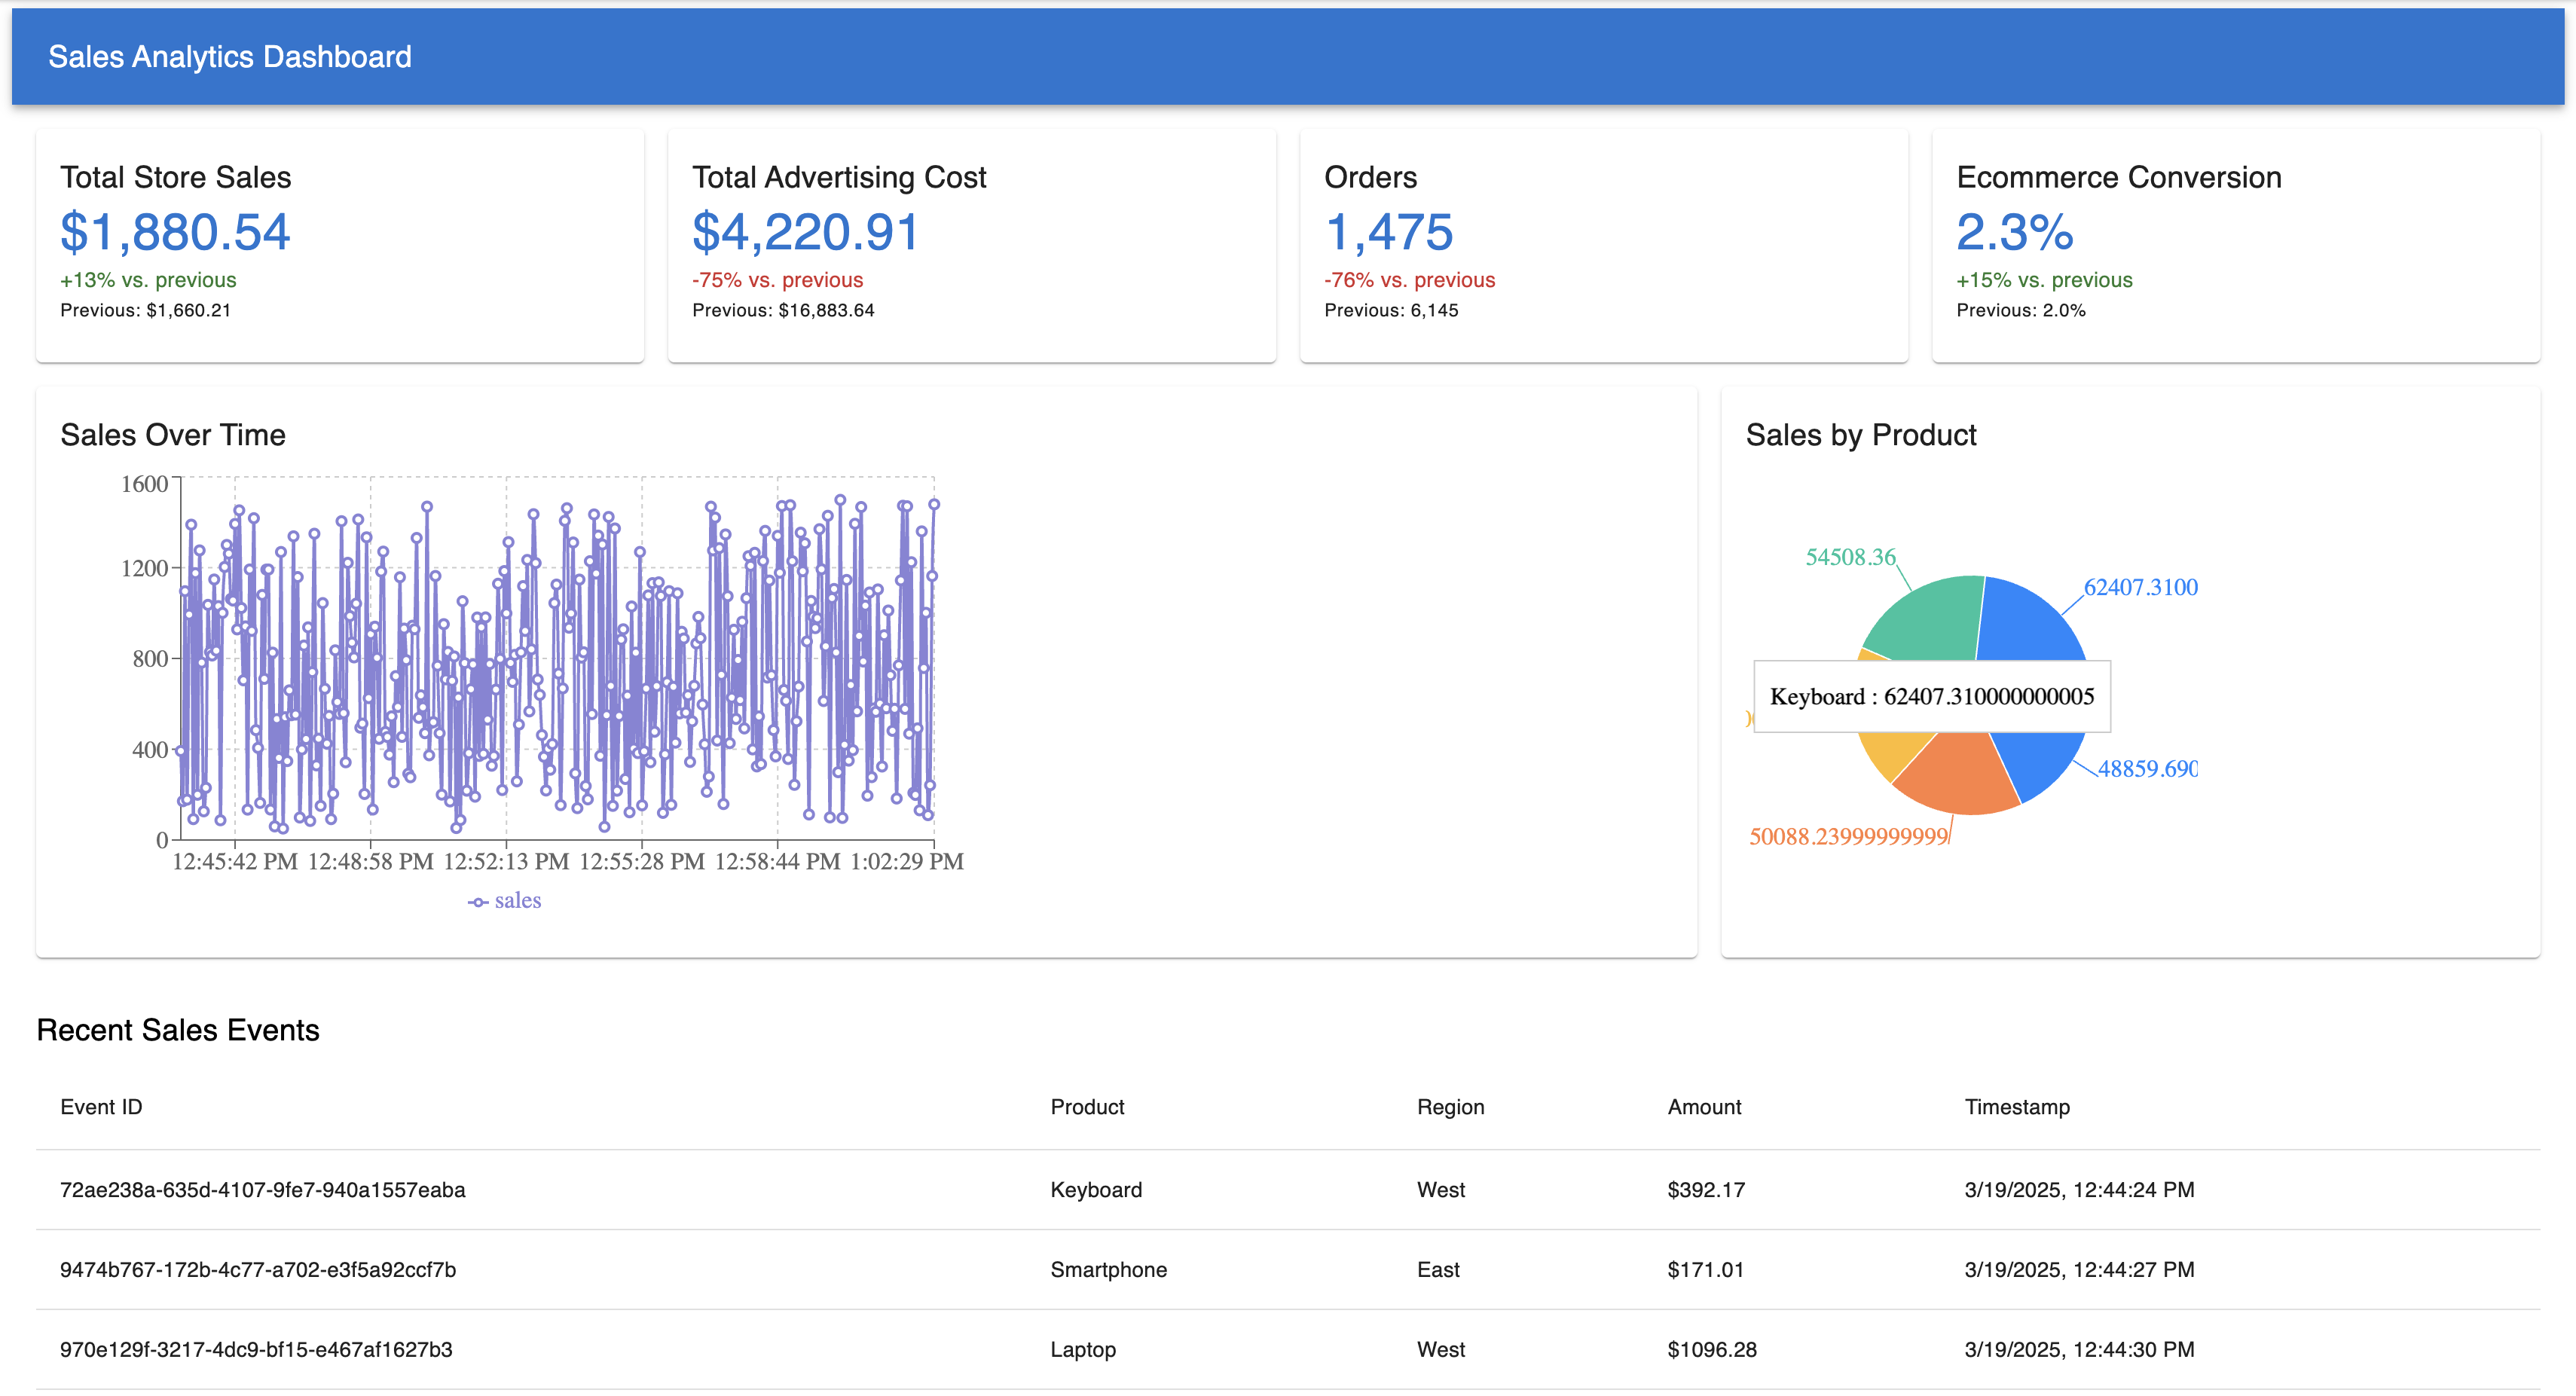 Sales Analytics Dashboard
Total Store Sales
$1,880.54
+13% vs. previous
Previous: $1,660.21
Total Advertising Cost
$4,220.91
-75% vs. previous
Previous: $16,883.64
Orders
1,475
-76% vs. previous
Previous: 6,145
Ecommerce Conversion
2.3%
+15% vs. previous
Previous: 2.0%
Sales Over Time
1600
1200
800
400
0
12:45:42 PM 12:48:58 PM 12:52:13 PM 12:55:28 PM 12:58:44 PM 1:02:29 PM
sales
Sales by Product
54508.36
62407.3100
Keyboard : 62407.310000000005
48859.690
50088.23999999999
Recent Sales Events
Event ID Product Region Amount Timestamp
72ae238a-635d-4107-9fe7-940a1557eaba Keyboard West $392.17 3/19/2025, 12:44:24 PM
9474b767-172b-4c77-a702-e3f5a92ccf7b Smartphone East $171.01 3/19/2025, 12:44:27 PM
970e129f-3217-4dc9-bf15-e467af1627b3 Laptop West $1096.28 3/19/2025, 12:44:30 PM